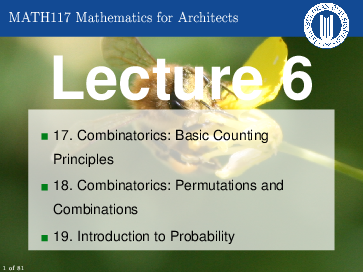 MATH117 Mathematics for Architects
Lecture 6
17. Combinatorics: Basic Counting
Principles
18. Combinatorics: Permutations and
Combinations
19. Introduction to Probability
1 of 81